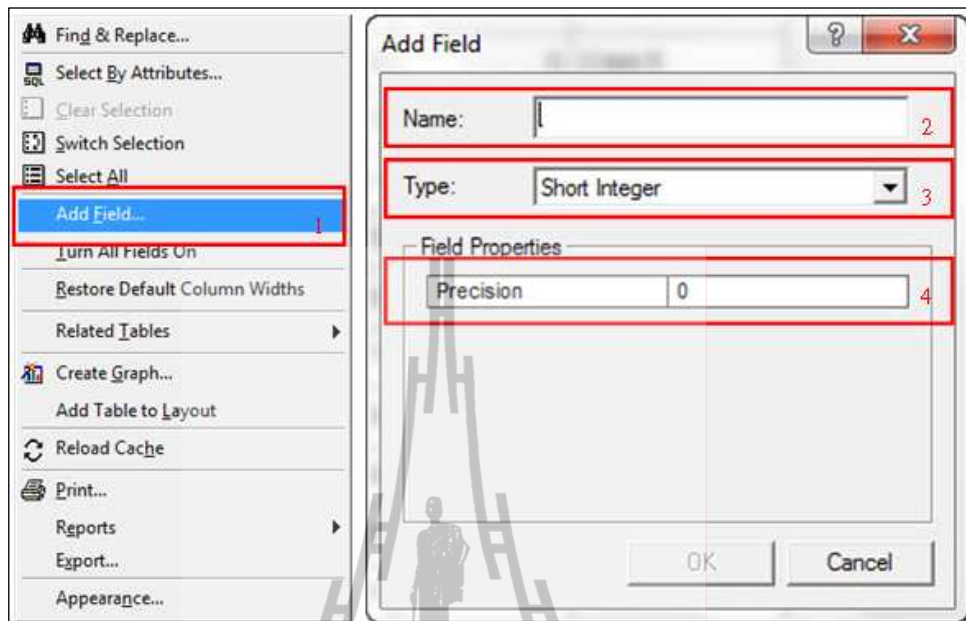 Find & Replace...
Select By Attributes...
Clear Selection
Switch Selection
Select All
Add Field...
1
Turn All Fields On
Restore Default Column Widths
Related Tables
Create Graph...
Add Table to Layout
Reload Cache
Print...
Reports
Export...
Appearance...
Add Field
Name:
2
Type: Short Integer
3
Field Properties
Precision 0
4
OK Cancel